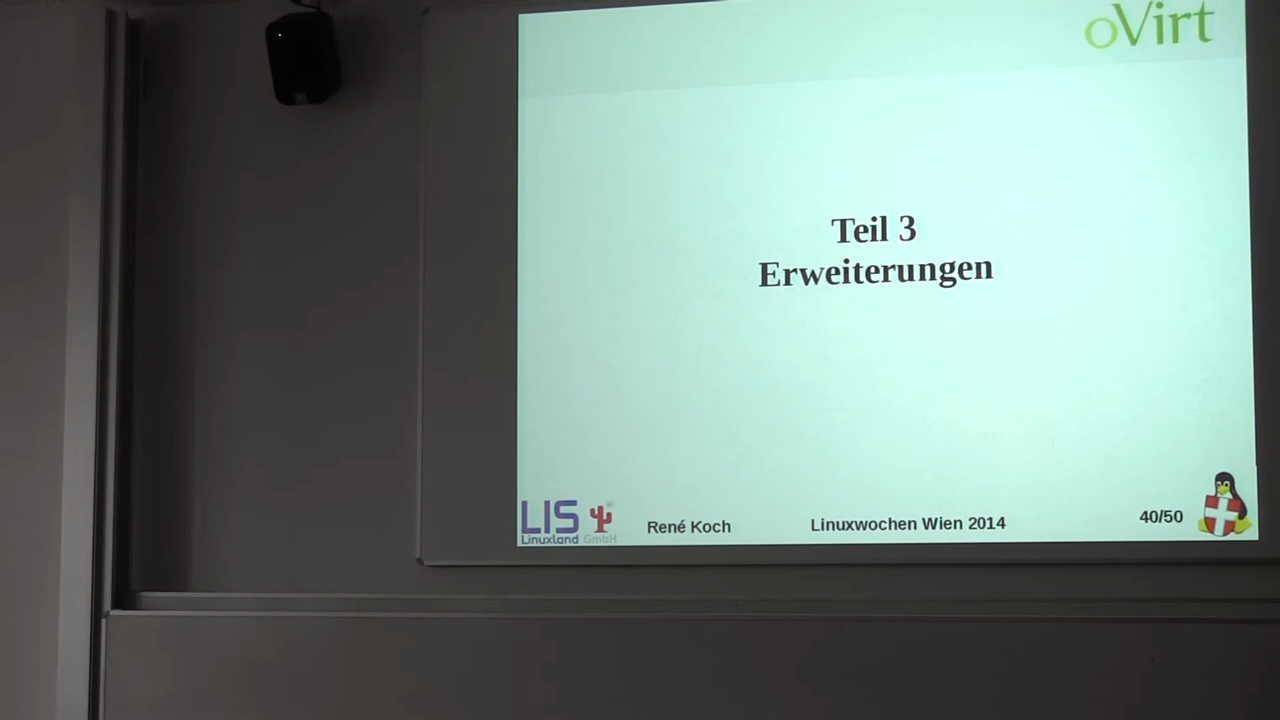 oVirt
Teil 3
Erweiterungen
LIS
Linuxland GmbH
René Koch
Linuxwochen Wien 2014
40/50